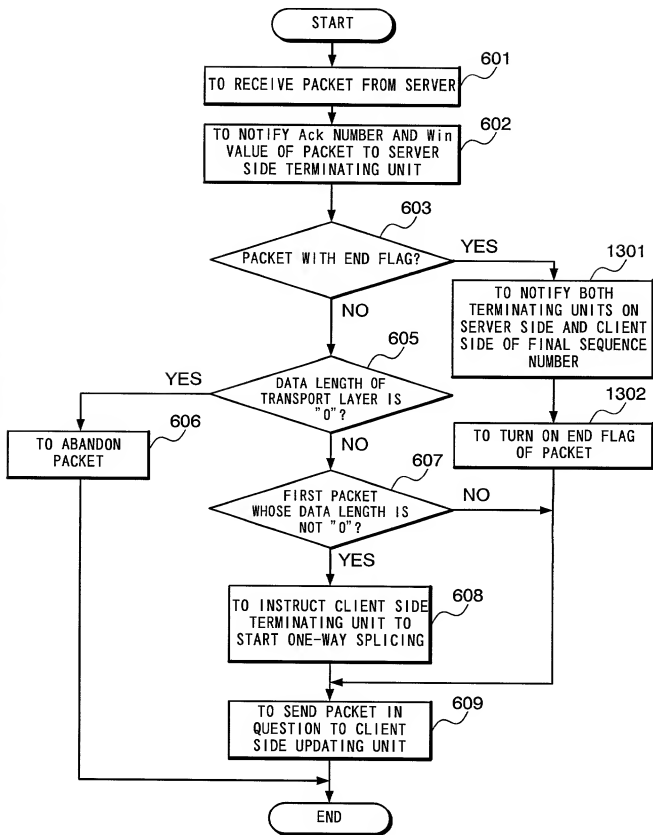 START
601
TO RECEIVE PACKET FROM SERVER
602
TO NOTIFY Ack NUMBER AND Win
VALUE OF PACKET TO SERVER
SIDE TERMINATING UNIT
603
PACKET WITH END FLAG?
YES
1301
TO NOTIFY BOTH
TERMINATING UNITS ON
SERVER SIDE AND CLIENT
SIDE OF FINAL SEQUENCE
NUMBER
NO
605
YES
DATA LENGTH OF
TRANSPORT LAYER IS
"0"?
606
TO ABANDON
PACKET
NO
1302
TO TURN ON END FLAG
OF PACKET
607
FIRST PACKET
WHOSE DATA LENGTH IS
NOT "0"?
NO
YES
608
TO INSTRUCT CLIENT SIDE
TERMINATING UNIT TO
START ONE-WAY SPLICING
609
TO SEND PACKET IN
QUESTION TO CLIENT
SIDE UPDATING UNIT
END